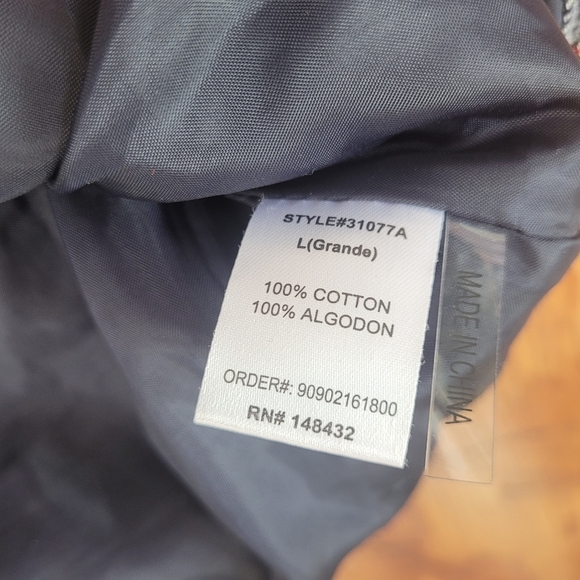 STYLE#31077A
L(Grande)
100% COTTON
100% ALGODON
ORDER#: 90902161800
RN# 148432
MADE IN CHINA